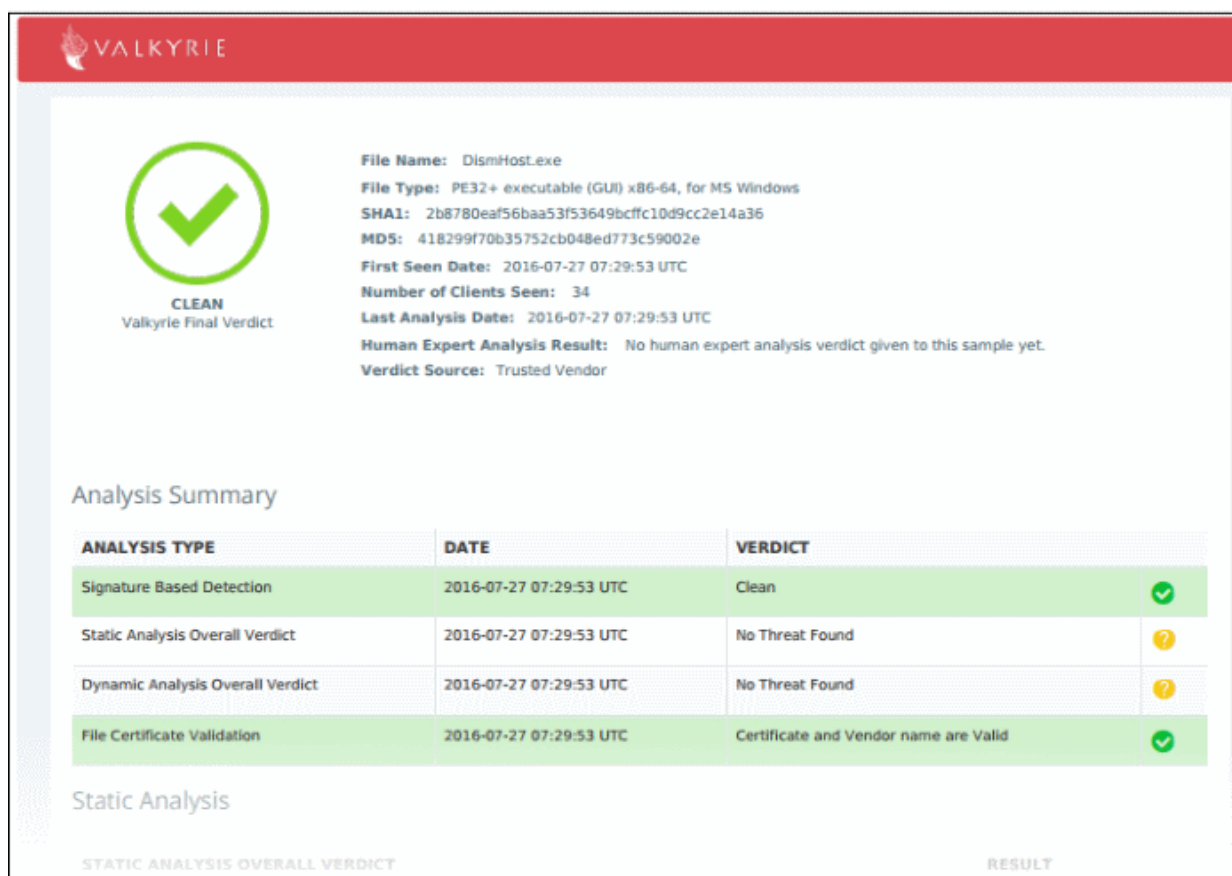 VALKYRIE
File Name: DismHost.exe
File Type: PE32+ executable (GUI) x86-64, for MS Windows
SHA1: 2b8780eaf56baa53f53649bcffc10d9cc2e14a36
MD5: 418299f70b35752cb048ed773c59002e
First Seen Date: 2016-07-27 07:29:53 UTC
Number of Clients Seen: 34
Last Analysis Date: 2016-07-27 07:29:53 UTC
Human Expert Analysis Result: No human expert analysis verdict given to this sample yet.
Verdict Source: Trusted Vendor
CLEAN
Valkyrie Final Verdict
Analysis Summary
ANALYSIS TYPE DATE VERDICT
Signature Based Detection 2016-07-27 07:29:53 UTC Clean
Static Analysis Overall Verdict 2016-07-27 07:29:53 UTC No Threat Found ?
Dynamic Analysis Overall Verdict 2016-07-27 07:29:53 UTC No Threat Found ?
File Certificate Validation 2016-07-27 07:29:53 UTC Certificate and Vendor name are Valid
Static Analysis
STATIC ANALYSIS OVERALL VERDICT RESULT